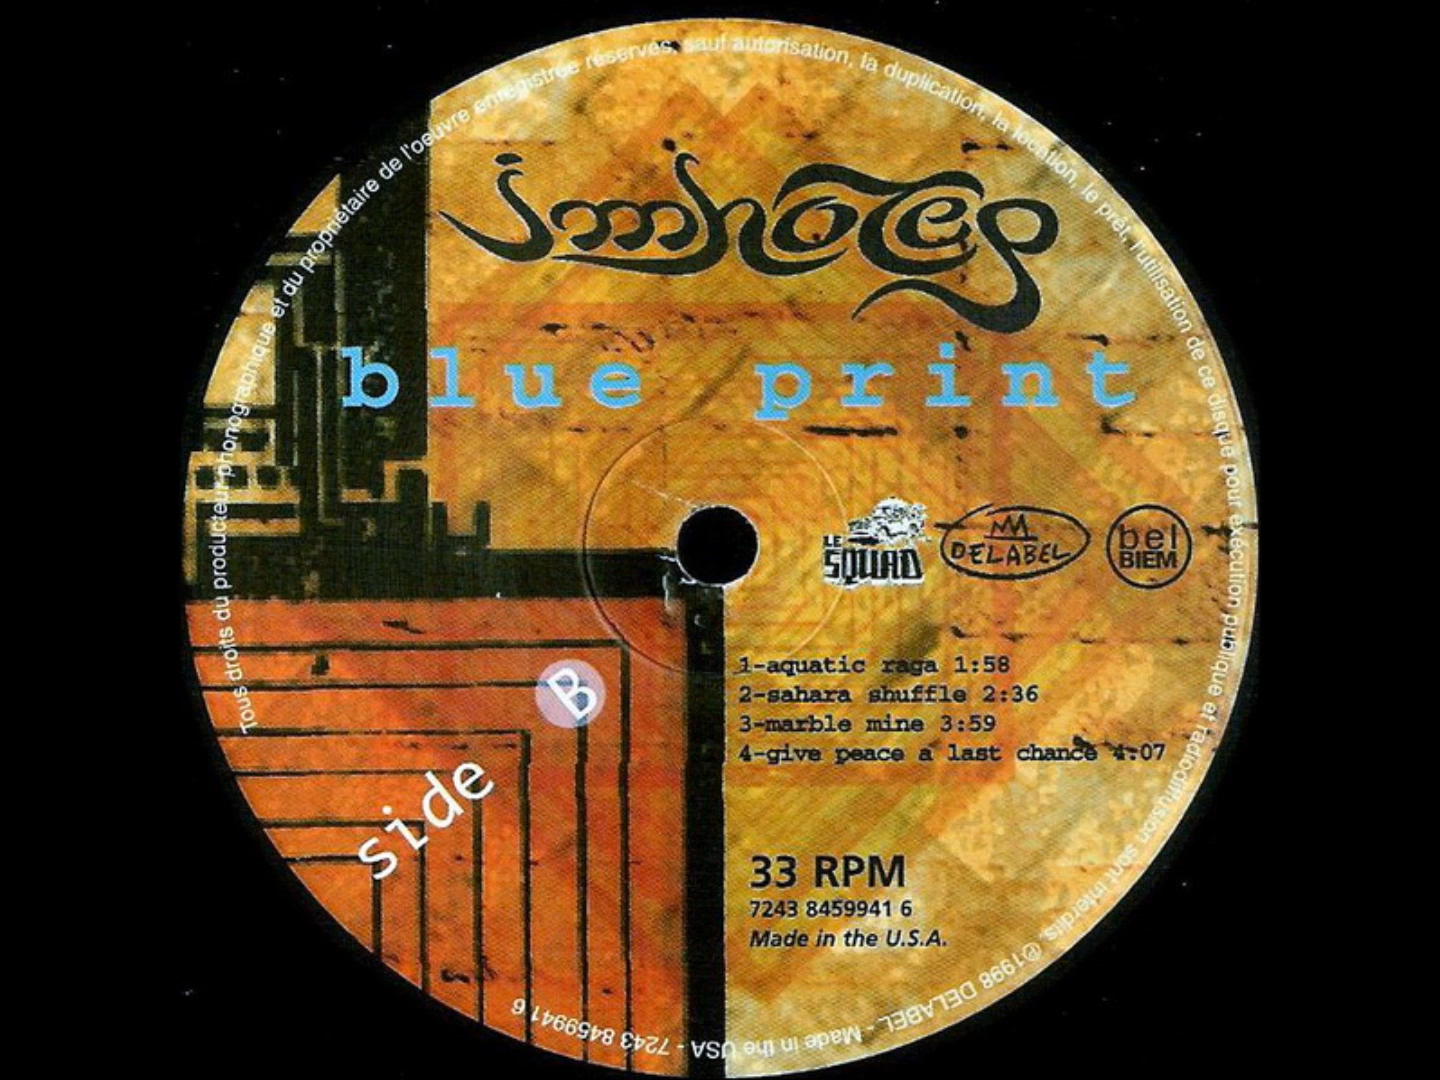 imhotep
blue print
LE SQUAD
DELABEL
bel
BIEM
1-aquatic raga 1:58
2-sahara shuffle 2:36
3-marble mine 3:59
4-give peace a last chance 4:07
side B
33 RPM
7243 8459941 6
Made in the U.S.A.
Tous droits du producteur phonographique et du propriétaire de l'oeuvre enregistrée réservés, sauf autorisation, la duplication, la location, le prêt, l'utilisation de ce disque pour exécution publique et radiodiffusion sont interdits. ℗1998 DELABEL - Made in the USA - 7243 8459941 6